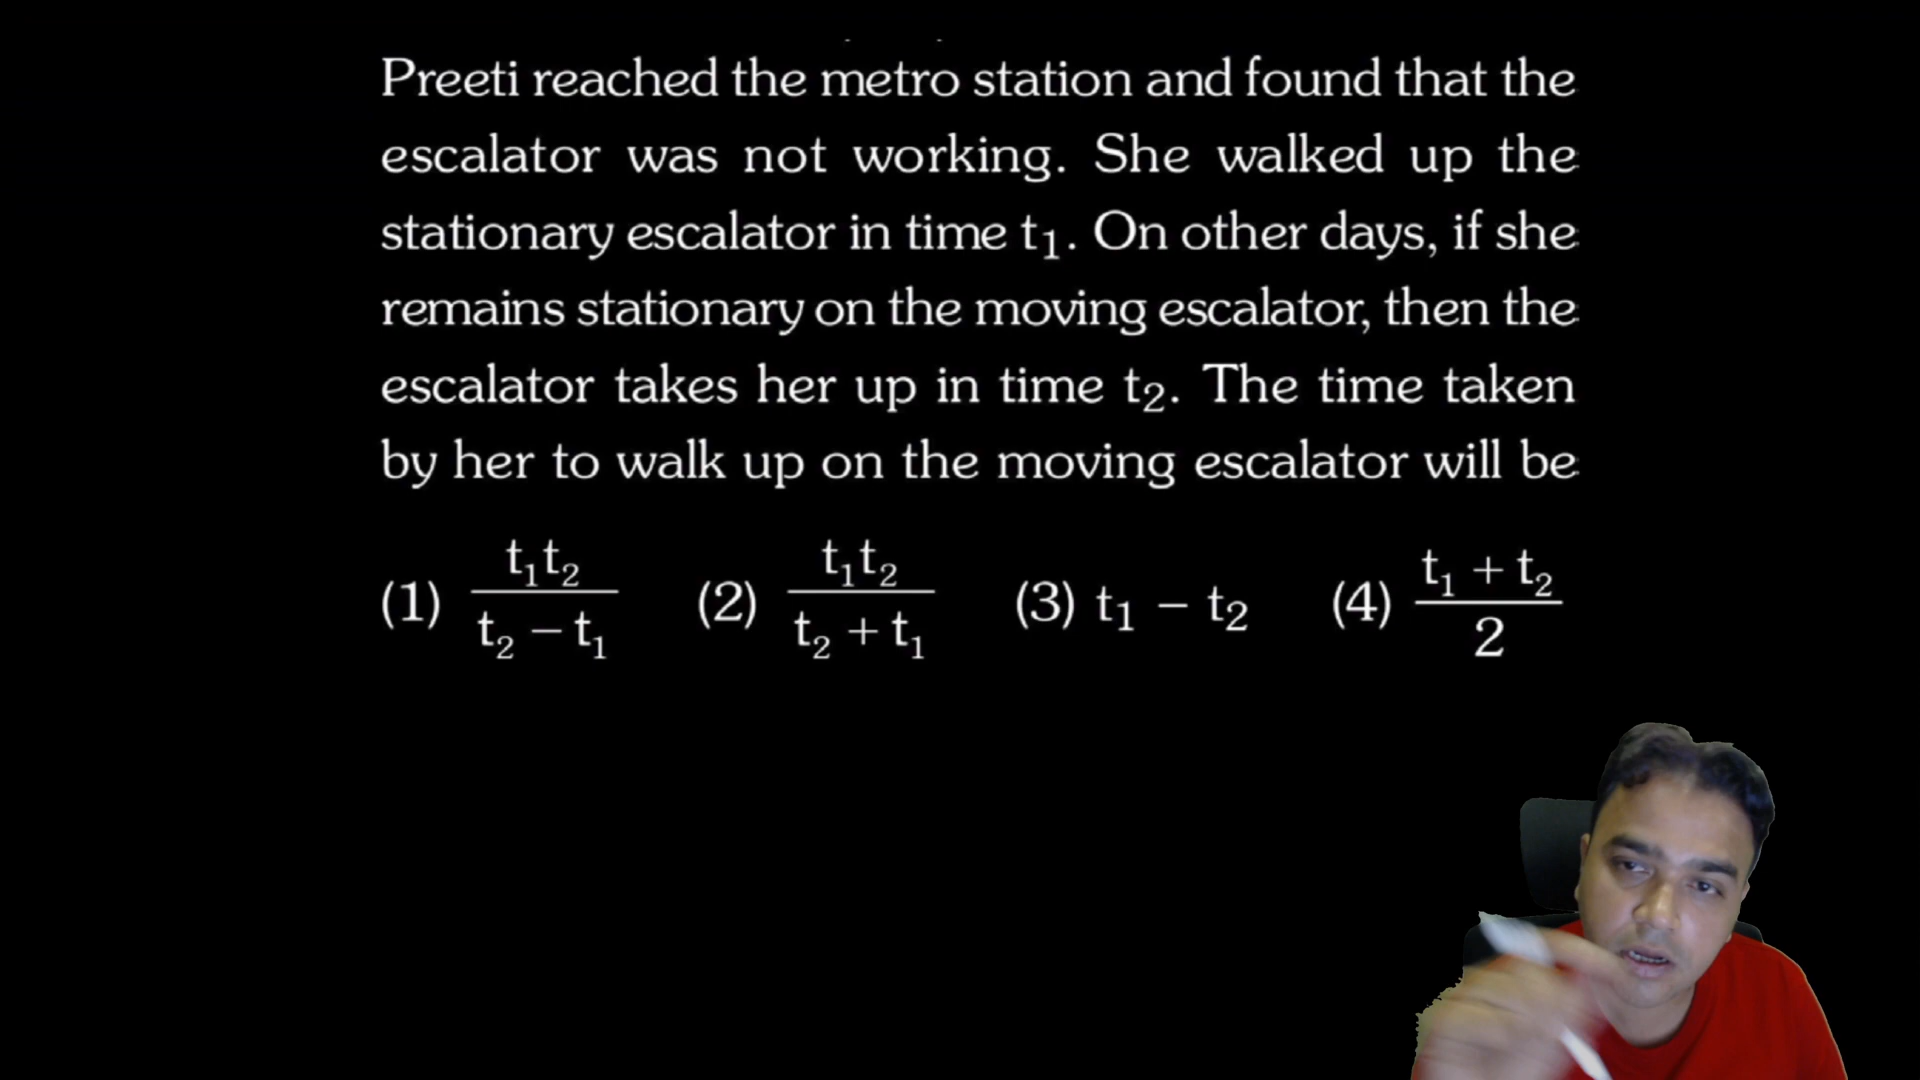 Preeti reached the metro station and found that the
escalator was not working. She walked up the
stationary escalator in time t₁. On other days, if she
remains stationary on the moving escalator, then the
escalator takes her up in time t₂. The time taken
by her to walk up on the moving escalator will be
(1) t₁t₂ / (t₂ − t₁) (2) t₁t₂ / (t₂ + t₁) (3) t₁ − t₂ (4) (t₁ + t₂) / 2